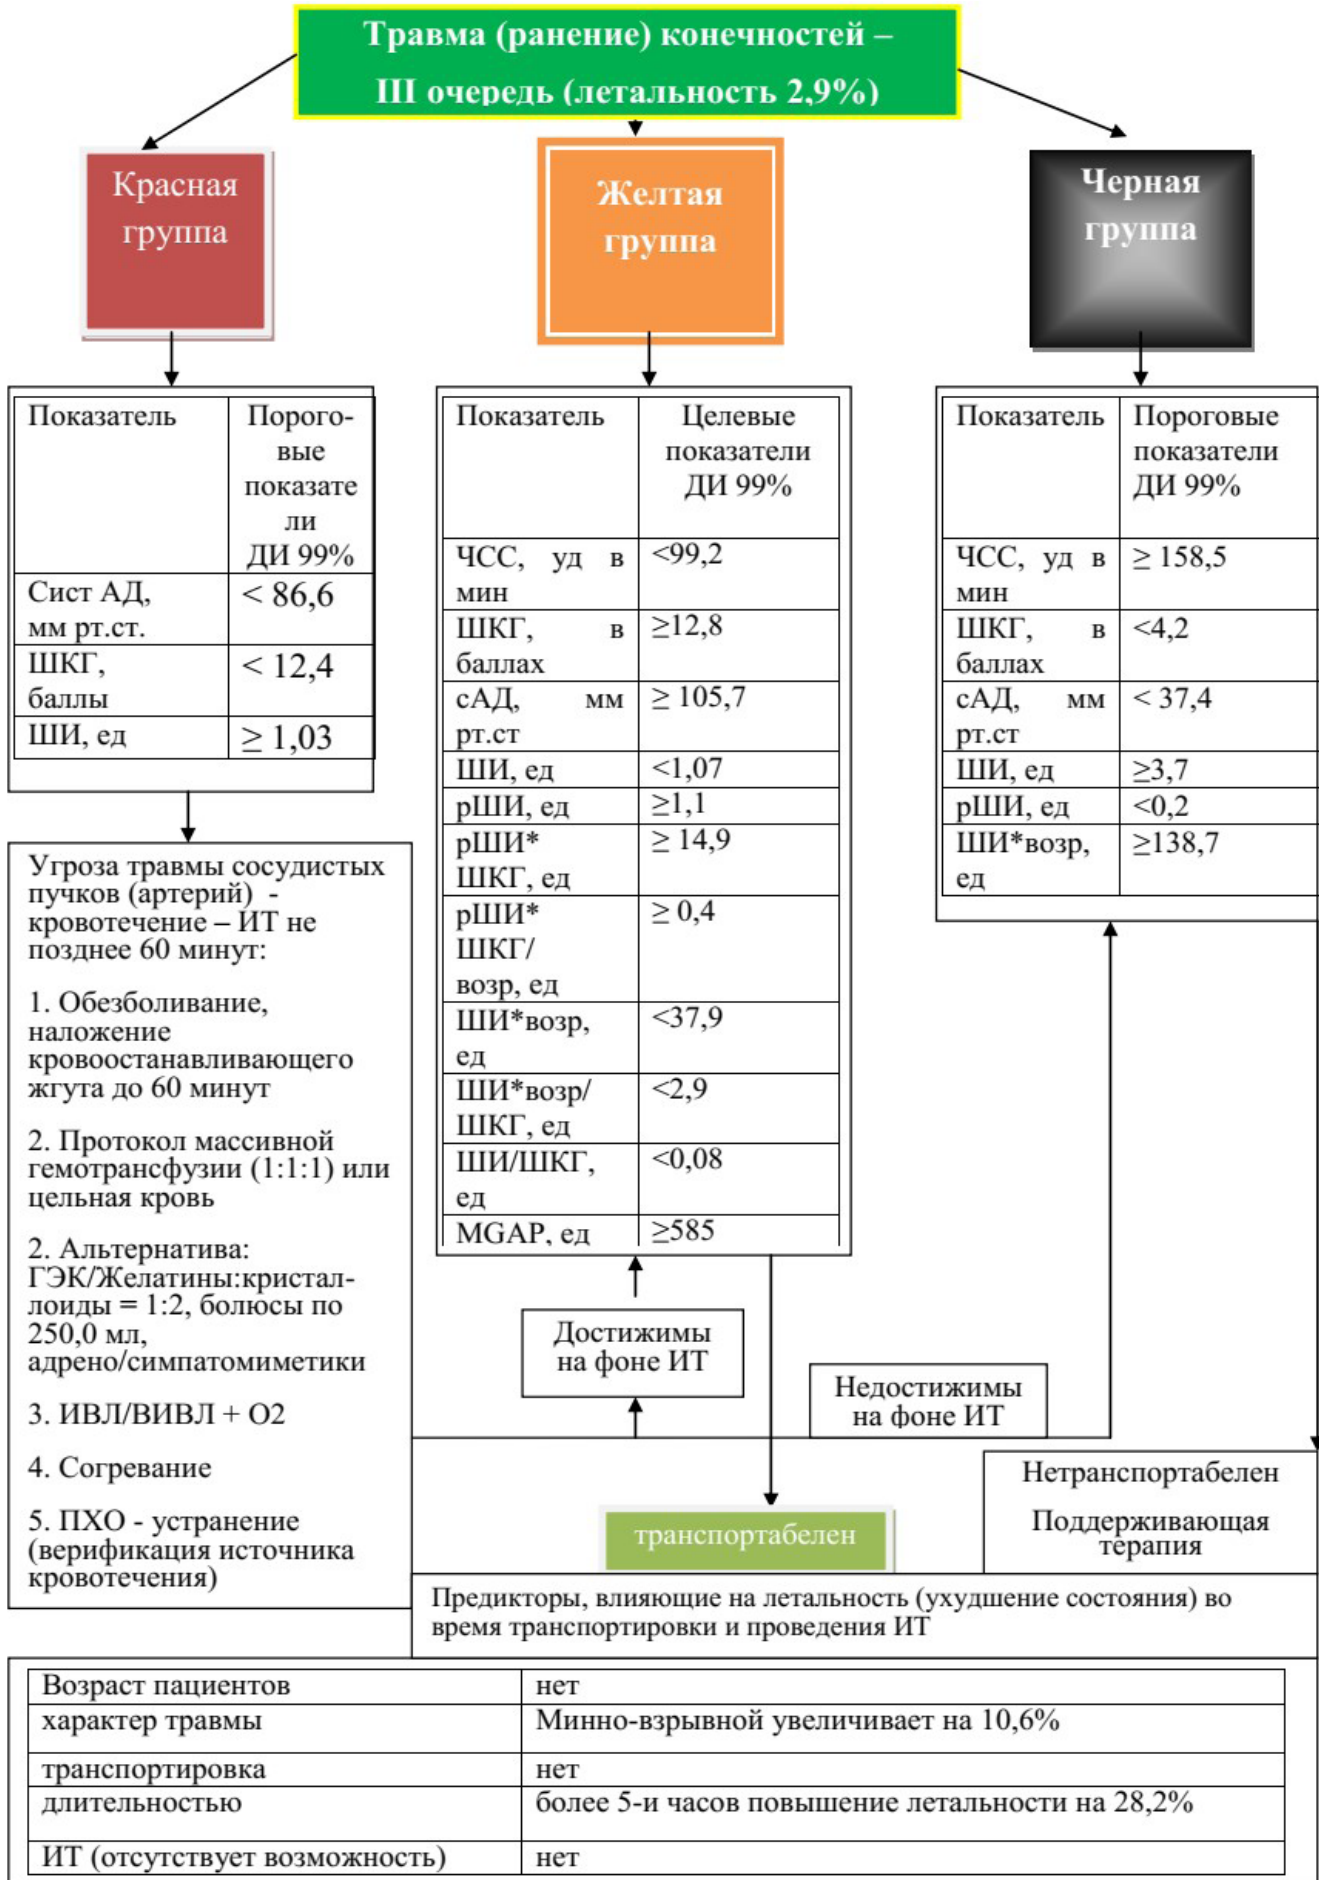 Травма (ранение) конечностей –
III очередь (летальность 2,9%)
Красная
группа
Желтая
группа
Черная
группа
Показатель
Порого-
вые
показате
ли
ДИ 99%
Сист АД,
мм рт.ст.
< 86,6
ШКГ,
баллы
< 12,4
ШИ, ед
≥ 1,03
Угроза травмы сосудистых
пучков (артерий) -
кровотечение – ИТ не
позднее 60 минут:
1. Обезболивание,
наложение
кровоостанавливающего
жгута до 60 минут
2. Протокол массивной
гемотрансфузии (1:1:1) или
цельная кровь
2. Альтернатива:
ГЭК/Желатины:кристал-
лоиды = 1:2, болюсы по
250,0 мл,
адрено/симпатомиметики
3. ИВЛ/ВИВЛ + О2
4. Согревание
5. ПХО - устранение
(верификация источника
кровотечения)
Показатель
Целевые
показатели
ДИ 99%
ЧСС, уд в
мин
<99,2
ШКГ, в
баллах
≥12,8
сАД, мм
рт.ст
≥ 105,7
ШИ, ед
<1,07
рШИ, ед
≥1,1
рШИ*
ШКГ, ед
≥ 14,9
рШИ*
ШКГ/
возр, ед
≥ 0,4
ШИ*возр,
ед
<37,9
ШИ*возр/
ШКГ, ед
<2,9
ШИ/ШКГ,
ед
<0,08
MGAP, ед
≥585
Показатель
Пороговые
показатели
ДИ 99%
ЧСС, уд в
мин
≥ 158,5
ШКГ, в
баллах
<4,2
сАД, мм
рт.ст
< 37,4
ШИ, ед
≥3,7
рШИ, ед
<0,2
ШИ*возр,
ед
≥138,7
Достижимы
на фоне ИТ
Недостижимы
на фоне ИТ
транспортабелен
Нетранспортабелен
Поддерживающая
терапия
Предикторы, влияющие на летальность (ухудшение состояния) во
время транспортировки и проведения ИТ
Возраст пациентов
нет
характер травмы
Минно-взрывной увеличивает на 10,6%
транспортировка
нет
длительностью
более 5-и часов повышение летальности на 28,2%
ИТ (отсутствует возможность)
нет